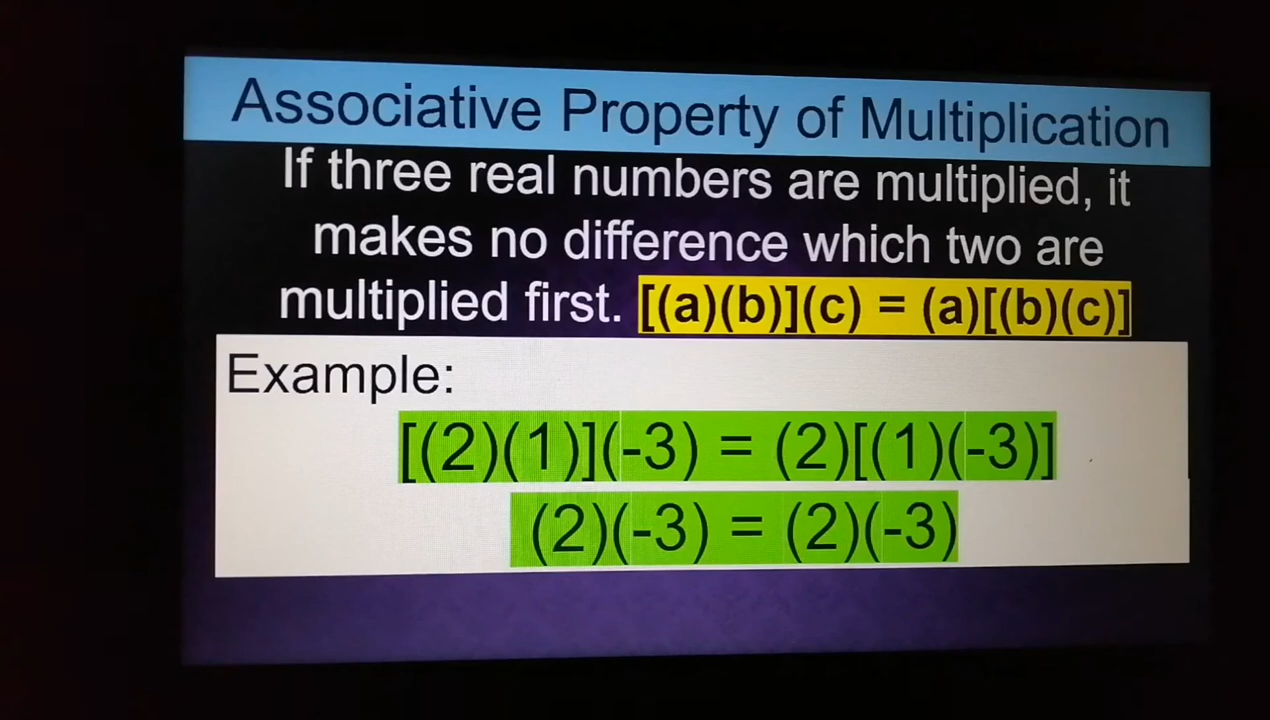 Associative Property of Multiplication
If three real numbers are multiplied, it
makes no difference which two are
multiplied first. [(a)(b)](c) = (a)[(b)(c)]
Example:
[(2)(1)](-3) = (2)[(1)(-3)]
(2)(-3) = (2)(-3)